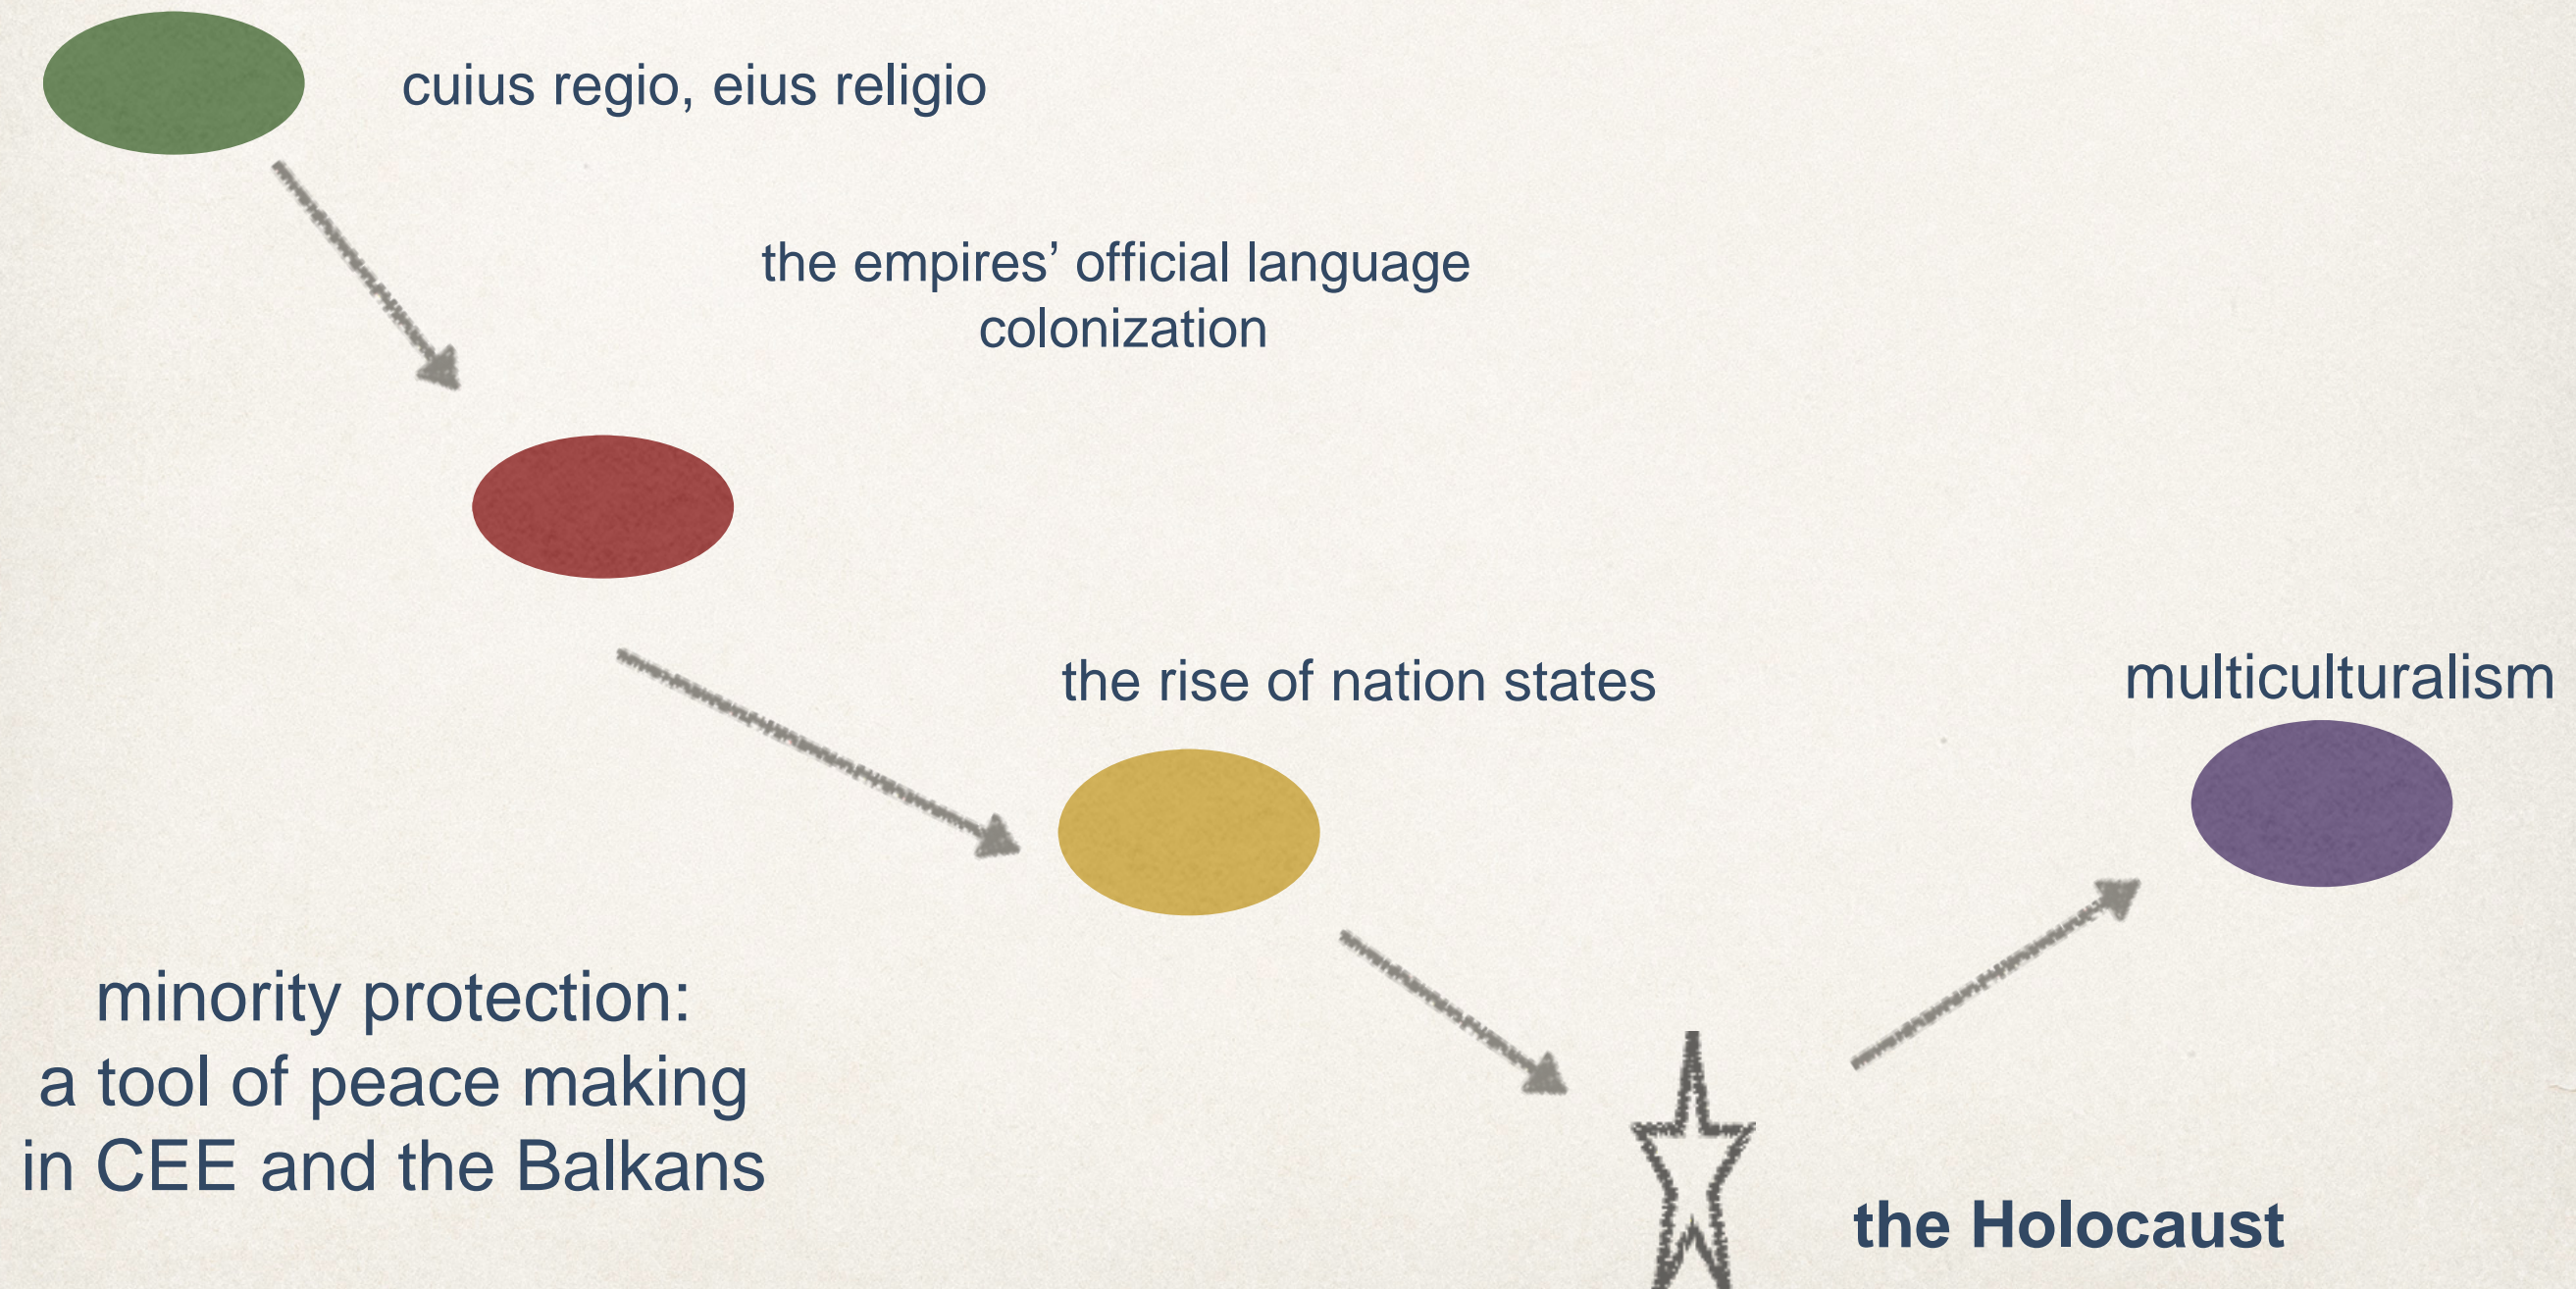 cuius regio, eius religio
the empires’ official language
colonization
the rise of nation states
multiculturalism
minority protection:
a tool of peace making
in CEE and the Balkans
the Holocaust